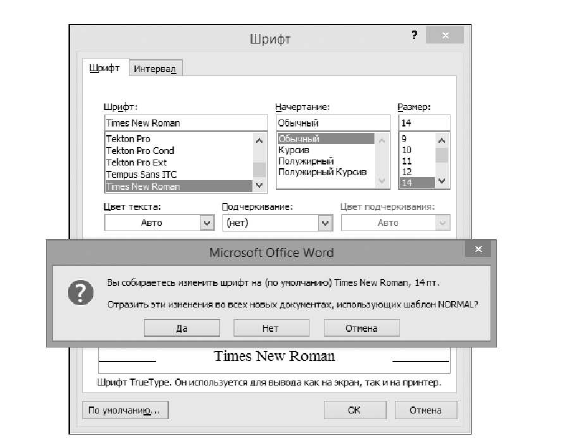 Шрифт
?
Шрифт Интервал
Шрифт: Начертание: Размер:
Times New Roman Обычный 14
Tekton Pro Обычный 9
Tekton Pro Cond Курсив 10
Tekton Pro Ext Полужирный 11
Tempus Sans ITC Полужирный Курсив 12
Times New Roman 14
Цвет текста: Подчеркивание: Цвет подчеркивания:
Авто (нет) Авто
Microsoft Office Word
Вы собираетесь изменить шрифт на (по умолчанию) Times New Roman, 14 пт.
Отразить эти изменения во всех новых документах, использующих шаблон NORMAL?
Да Нет Отмена
Times New Roman
Шрифт TrueType. Он используется для вывода как на экран, так и на принтер.
По умолчанию... ОК Отмена